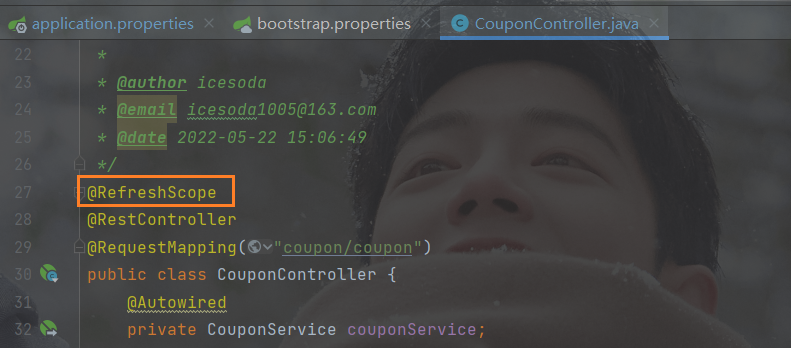 application.properties bootstrap.properties CouponController.java
22 *
23 * @author icesoda
24 * @email icesoda1005@163.com
25 * @date 2022-05-22 15:06:49
26 */
27 @RefreshScope
28 @RestController
29 @RequestMapping("coupon/coupon")
30 public class CouponController {
31 @Autowired
32 private CouponService couponService;